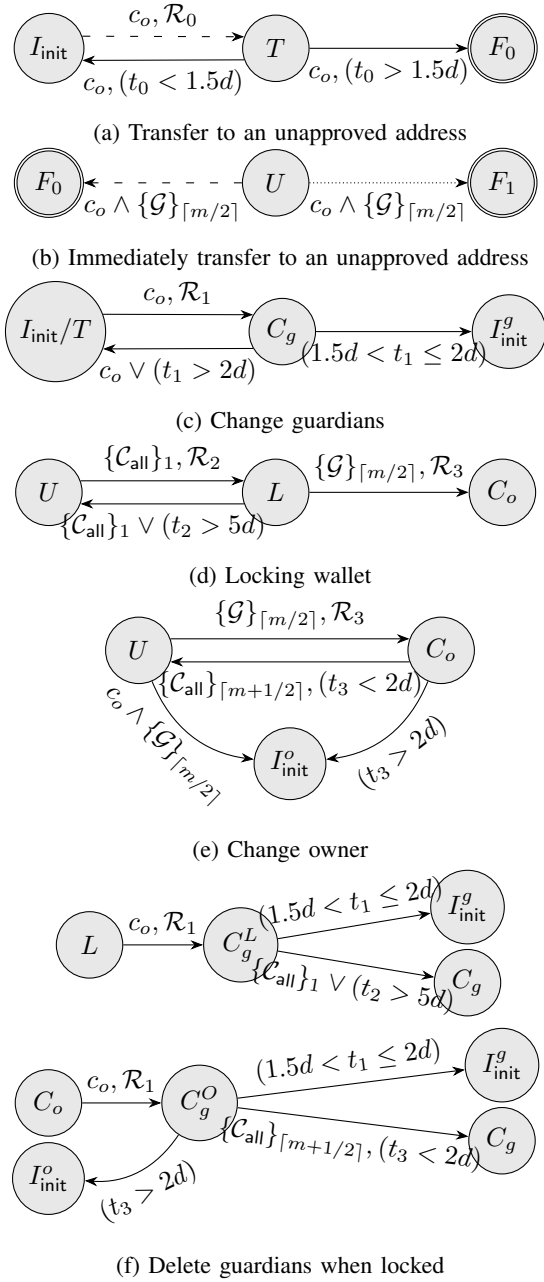 c_o, R_0
I_init T F_0
c_o, (t_0 < 1.5d) c_o, (t_0 > 1.5d)
(a) Transfer to an unapproved address
F_0 U F_1
c_o ∧ {G}_⌈m/2⌉ c_o ∧ {G}_⌈m/2⌉
(b) Immediately transfer to an unapproved address
c_o, R_1
I_init/T C_g I^g_init
c_o ∨ (t_1 > 2d) (1.5d < t_1 ≤ 2d)
(c) Change guardians
{C_all}_1, R_2 {G}_⌈m/2⌉, R_3
U L C_o
{C_all}_1 ∨ (t_2 > 5d)
(d) Locking wallet
{G}_⌈m/2⌉, R_3
U C_o
{C_all}_⌈m+1/2⌉, (t_3 < 2d)
c_o ∧ {G}_⌈m/2⌉ (t_3 > 2d)
I^o_init
(e) Change owner
(1.5d < t_1 ≤ 2d) I^g_init
c_o, R_1
L C^L_g
{C_all}_1 ∨ (t_2 > 5d) C_g
(1.5d < t_1 ≤ 2d) I^g_init
c_o, R_1
C_o C^O_g
{C_all}_⌈m+1/2⌉, (t_3 < 2d) C_g
I^o_init (t_3 > 2d)
(f) Delete guardians when locked